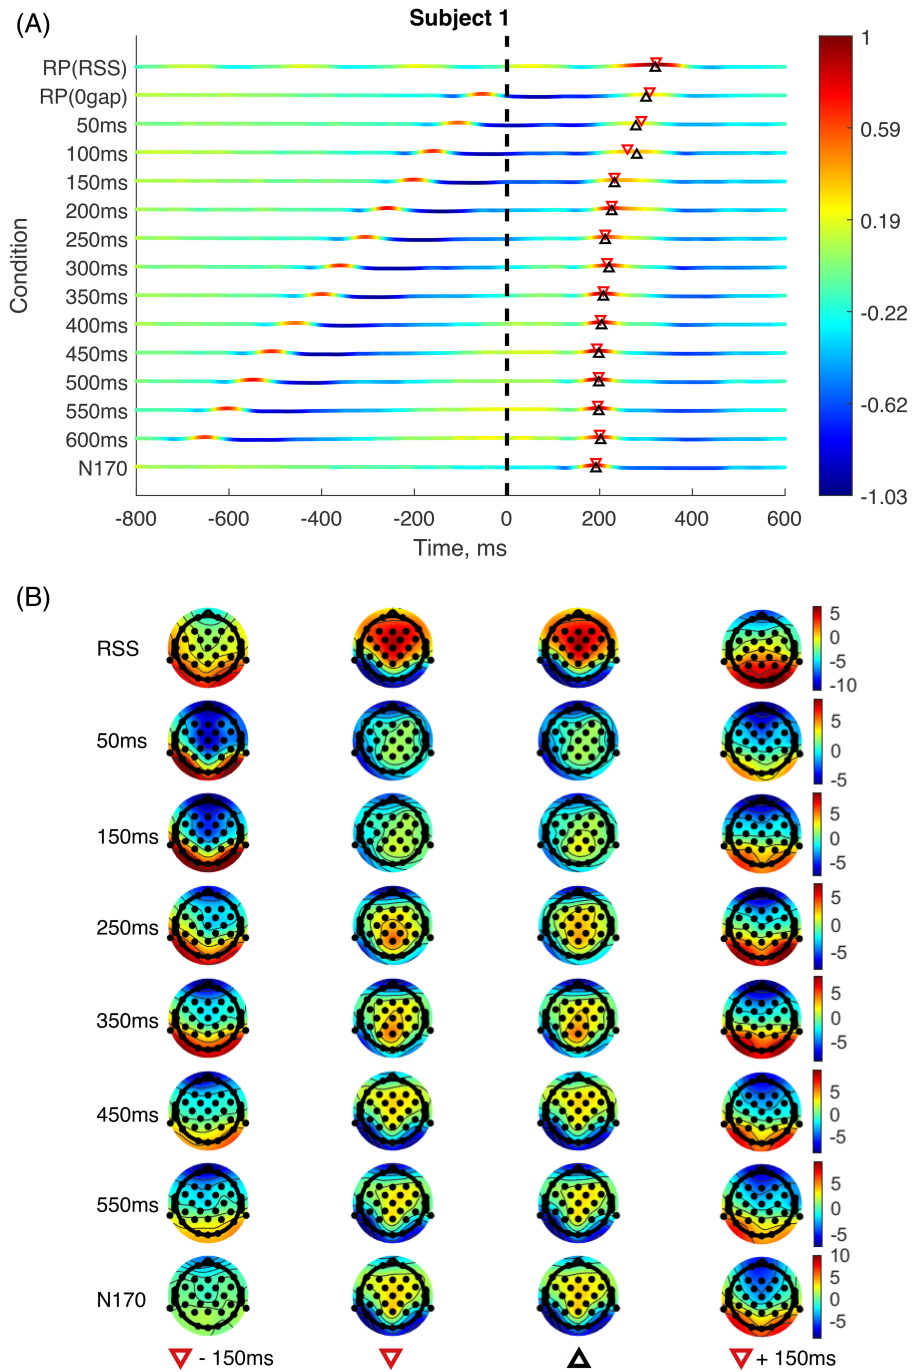 (A)
Subject 1
RP(RSS)
RP(0gap)
50ms
100ms
150ms
200ms
250ms
300ms
350ms
400ms
450ms
500ms
550ms
600ms
N170
Condition
-800 -600 -400 -200 0 200 400 600
Time, ms
1
0.59
0.19
-0.22
-0.62
-1.03
(B)
RSS
5
0
-5
-10
50ms
5
0
-5
150ms
5
0
-5
250ms
5
0
-5
350ms
5
0
-5
450ms
5
0
-5
550ms
5
0
-5
N170
10
5
0
-5
- 150ms
+ 150ms